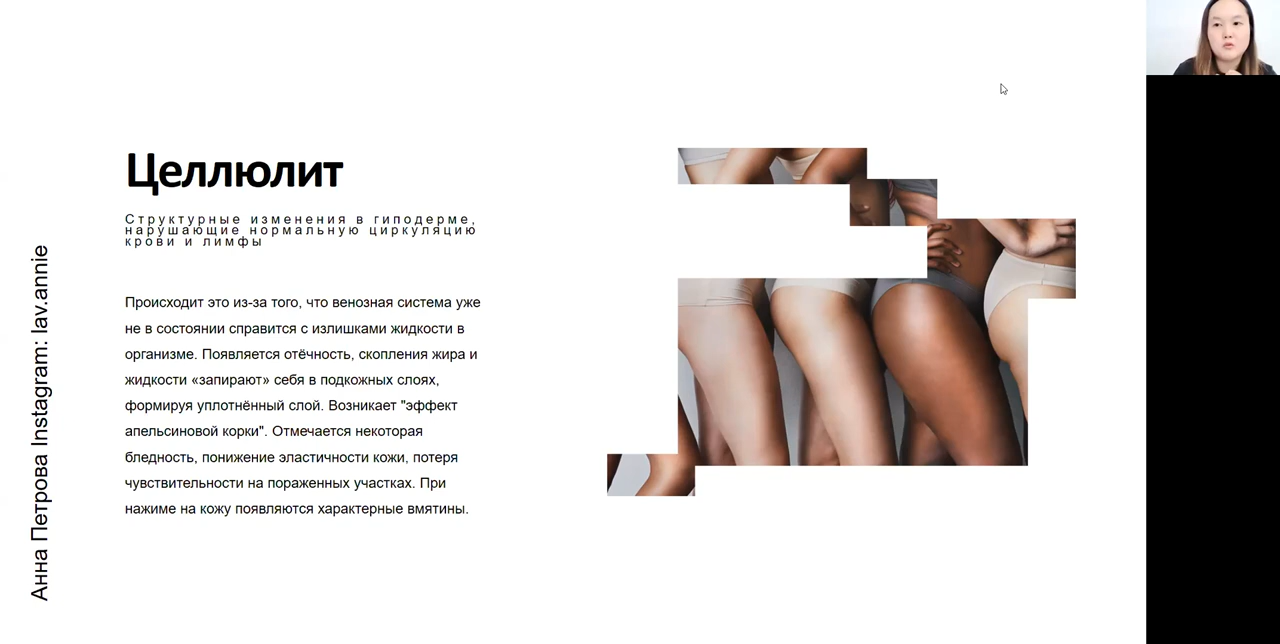 Целлюлит
Структурные изменения в гиподерме,
нарушающие нормальную циркуляцию
крови и лимфы
Происходит это из-за того, что венозная система уже
не в состоянии справится с излишками жидкости в
организме. Появляется отёчность, скопления жира и
жидкости «запирают» себя в подкожных слоях,
формируя уплотнённый слой. Возникает "эффект
апельсиновой корки". Отмечается некоторая
бледность, понижение эластичности кожи, потеря
чувствительности на пораженных участках. При
нажиме на кожу появляются характерные вмятины.
Анна Петрова Instagram: lav.annie